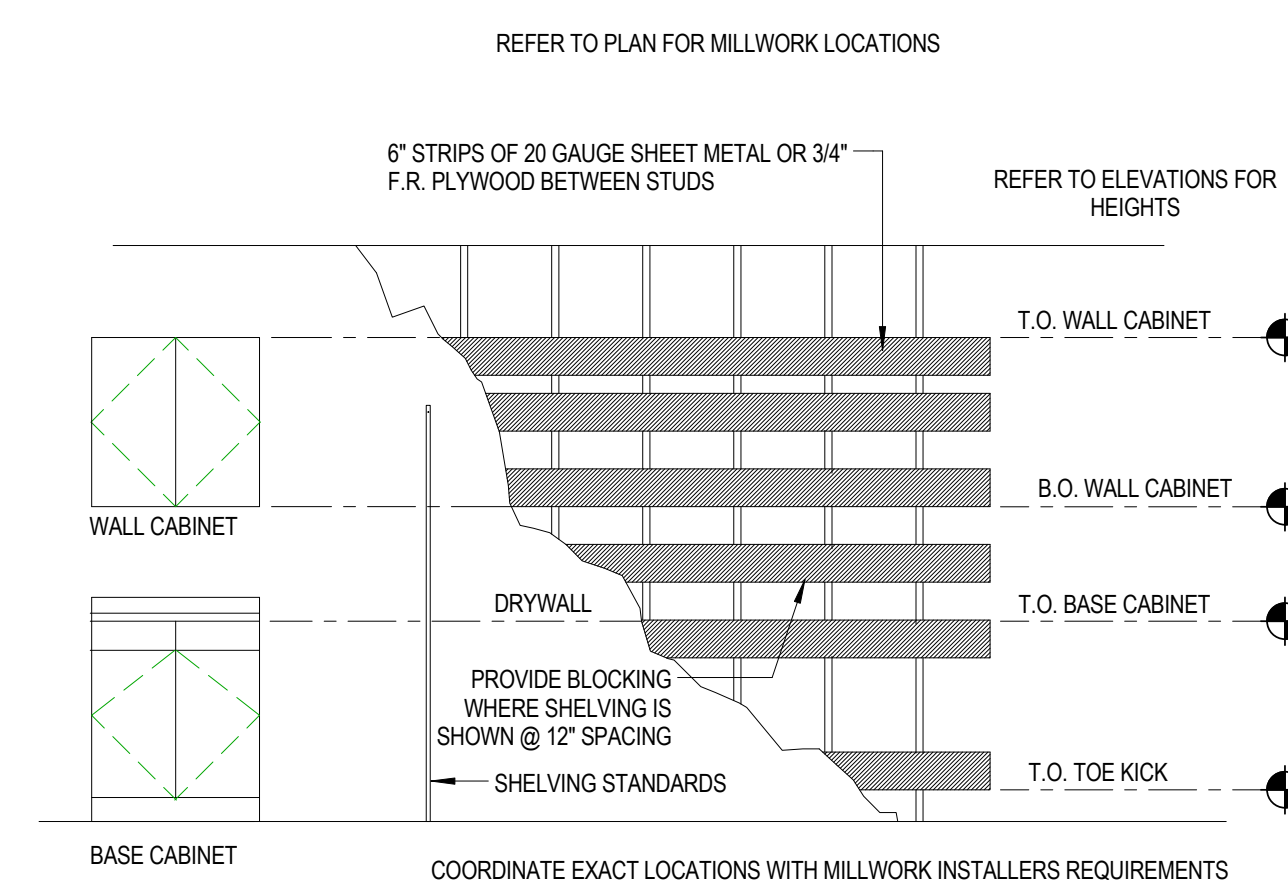 REFER TO PLAN FOR MILLWORK LOCATIONS
6" STRIPS OF 20 GAUGE SHEET METAL OR 3/4"
F.R. PLYWOOD BETWEEN STUDS
REFER TO ELEVATIONS FOR
HEIGHTS
T.O. WALL CABINET
B.O. WALL CABINET
WALL CABINET
DRYWALL
T.O. BASE CABINET
PROVIDE BLOCKING
WHERE SHELVING IS
SHOWN @ 12" SPACING
SHELVING STANDARDS
T.O. TOE KICK
BASE CABINET
COORDINATE EXACT LOCATIONS WITH MILLWORK INSTALLERS REQUIREMENTS